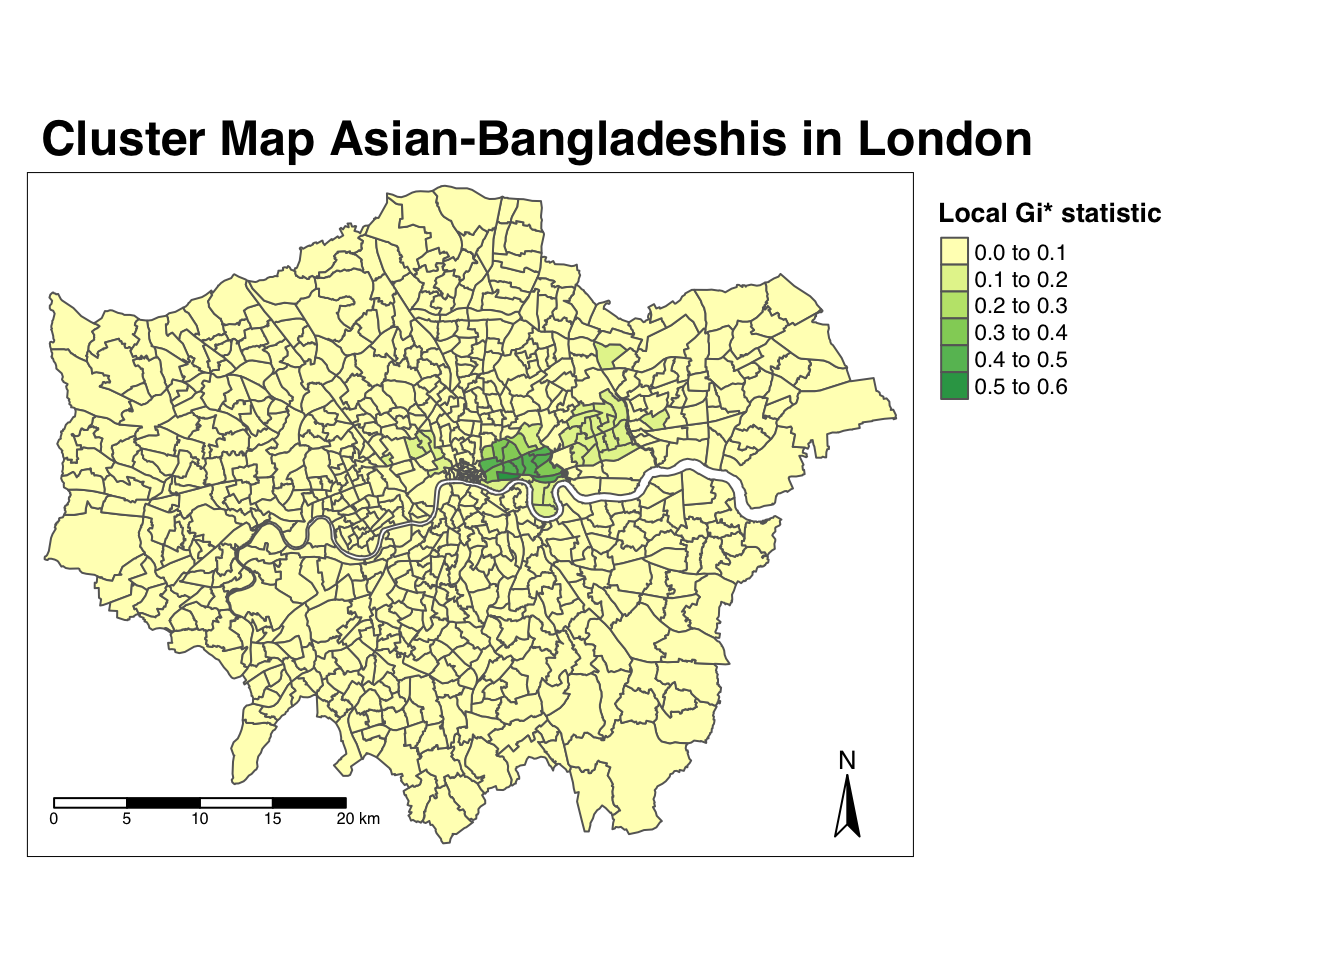 Cluster Map Asian-Bangladeshis in London
Local Gi* statistic
0.0 to 0.1
0.1 to 0.2
0.2 to 0.3
0.3 to 0.4
0.4 to 0.5
0.5 to 0.6
N
0 5 10 15 20 km